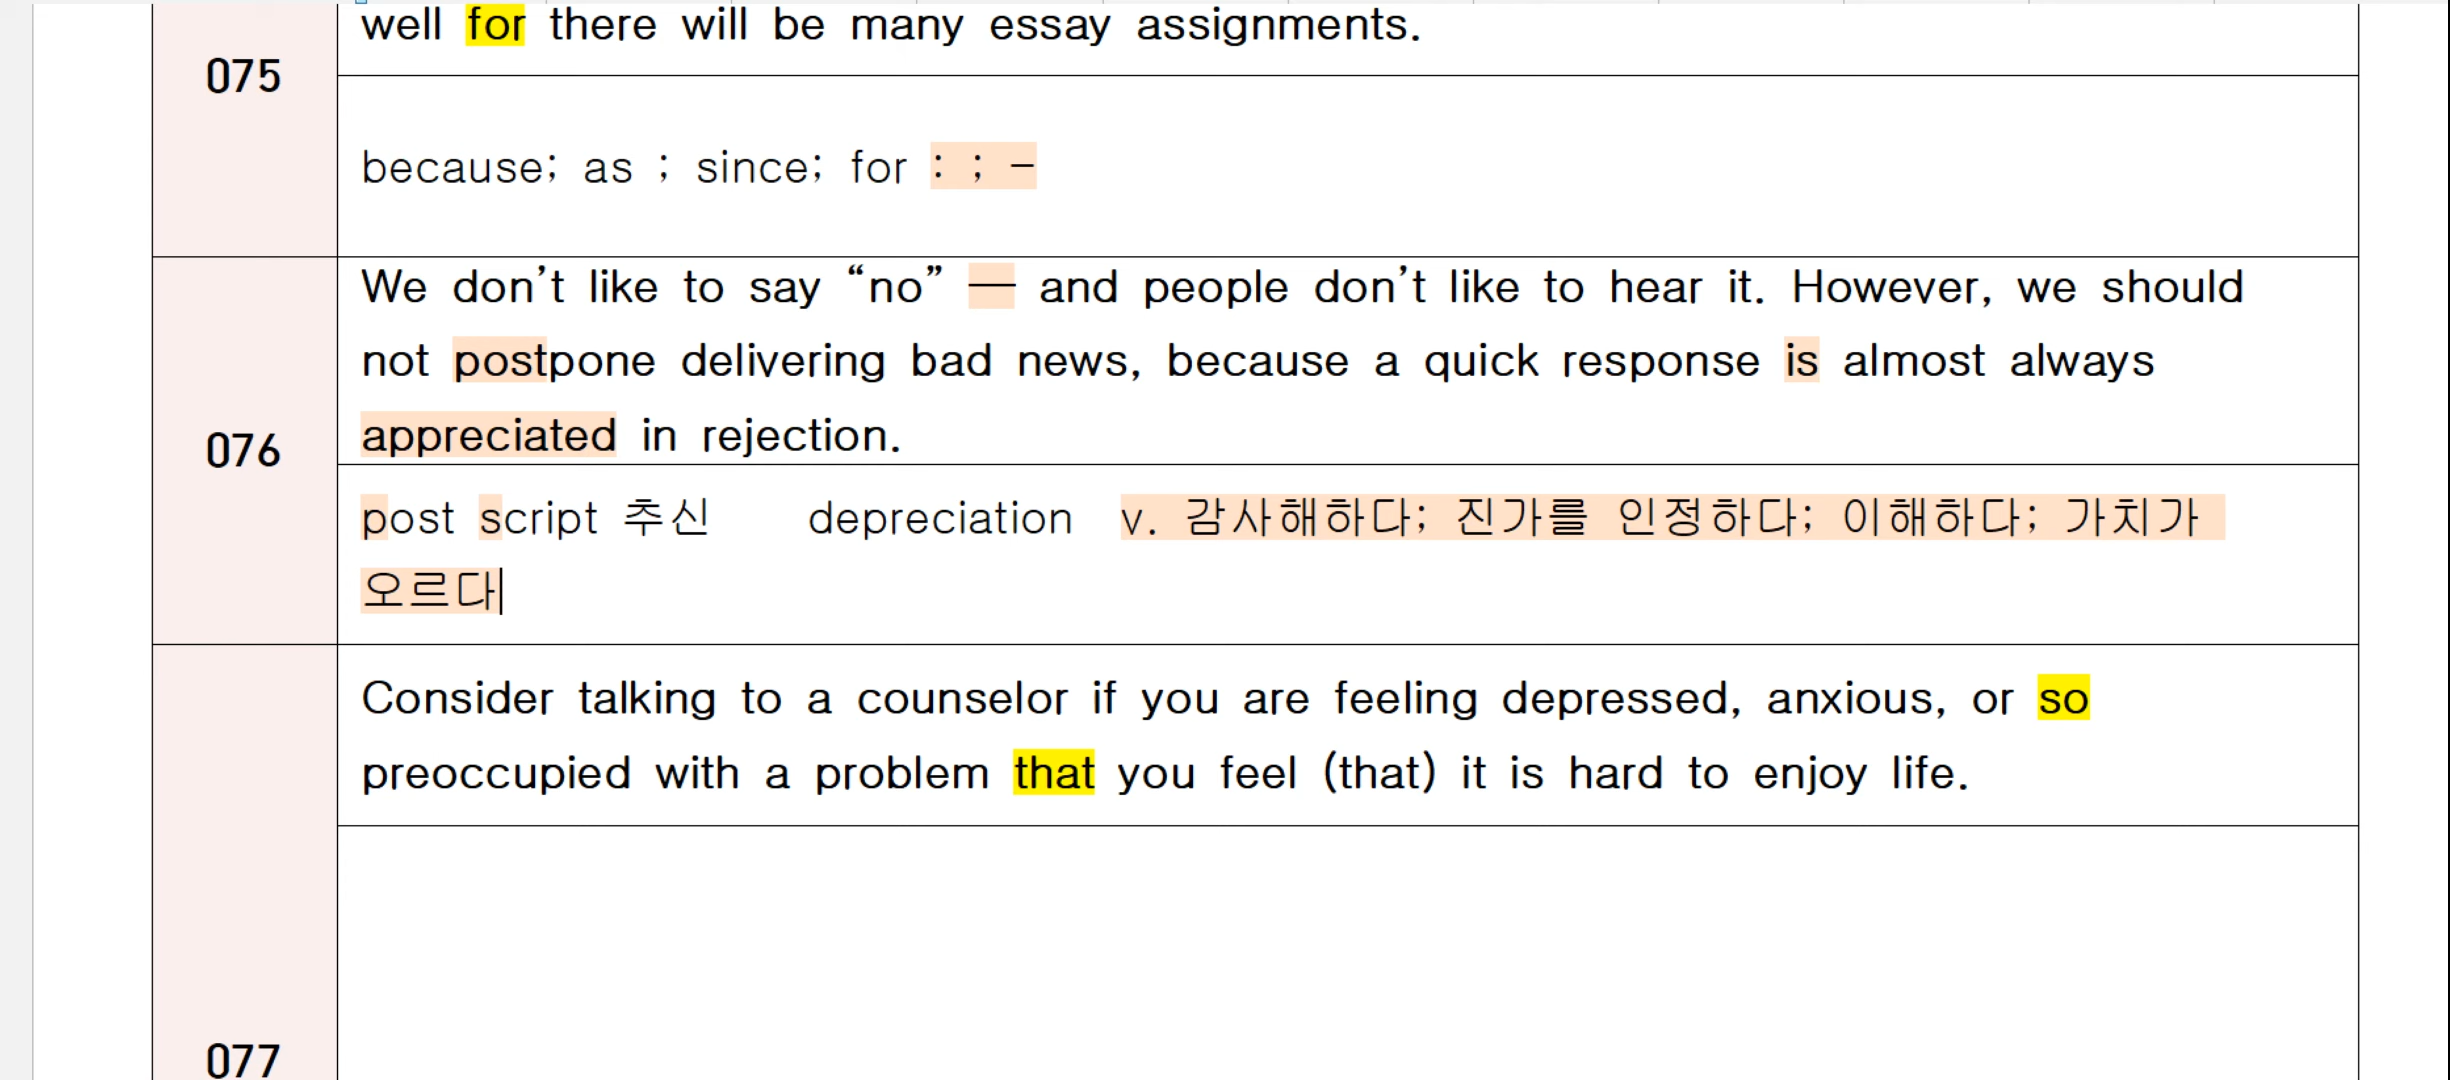 well for there will be many essay assignments.
075
because; as ; since; for : ; –
We don’t like to say “no” — and people don’t like to hear it. However, we should
not postpone delivering bad news, because a quick response is almost always
appreciated in rejection.
076
post script 추신 depreciation v. 감사해하다; 진가를 인정하다; 이해하다; 가치가
오르다
Consider talking to a counselor if you are feeling depressed, anxious, or so
preoccupied with a problem that you feel (that) it is hard to enjoy life.
077